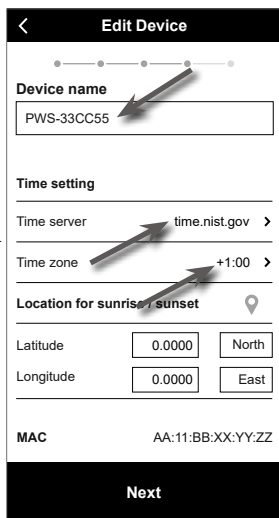 Edit Device
Device name
PWS-33CC55
Time setting
Time server time.nist.gov >
Time zone +1:00 >
Location for sunrise / sunset
Latitude 0.0000 North
Longitude 0.0000 East
MAC AA:11:BB:XX:YY:ZZ
Next